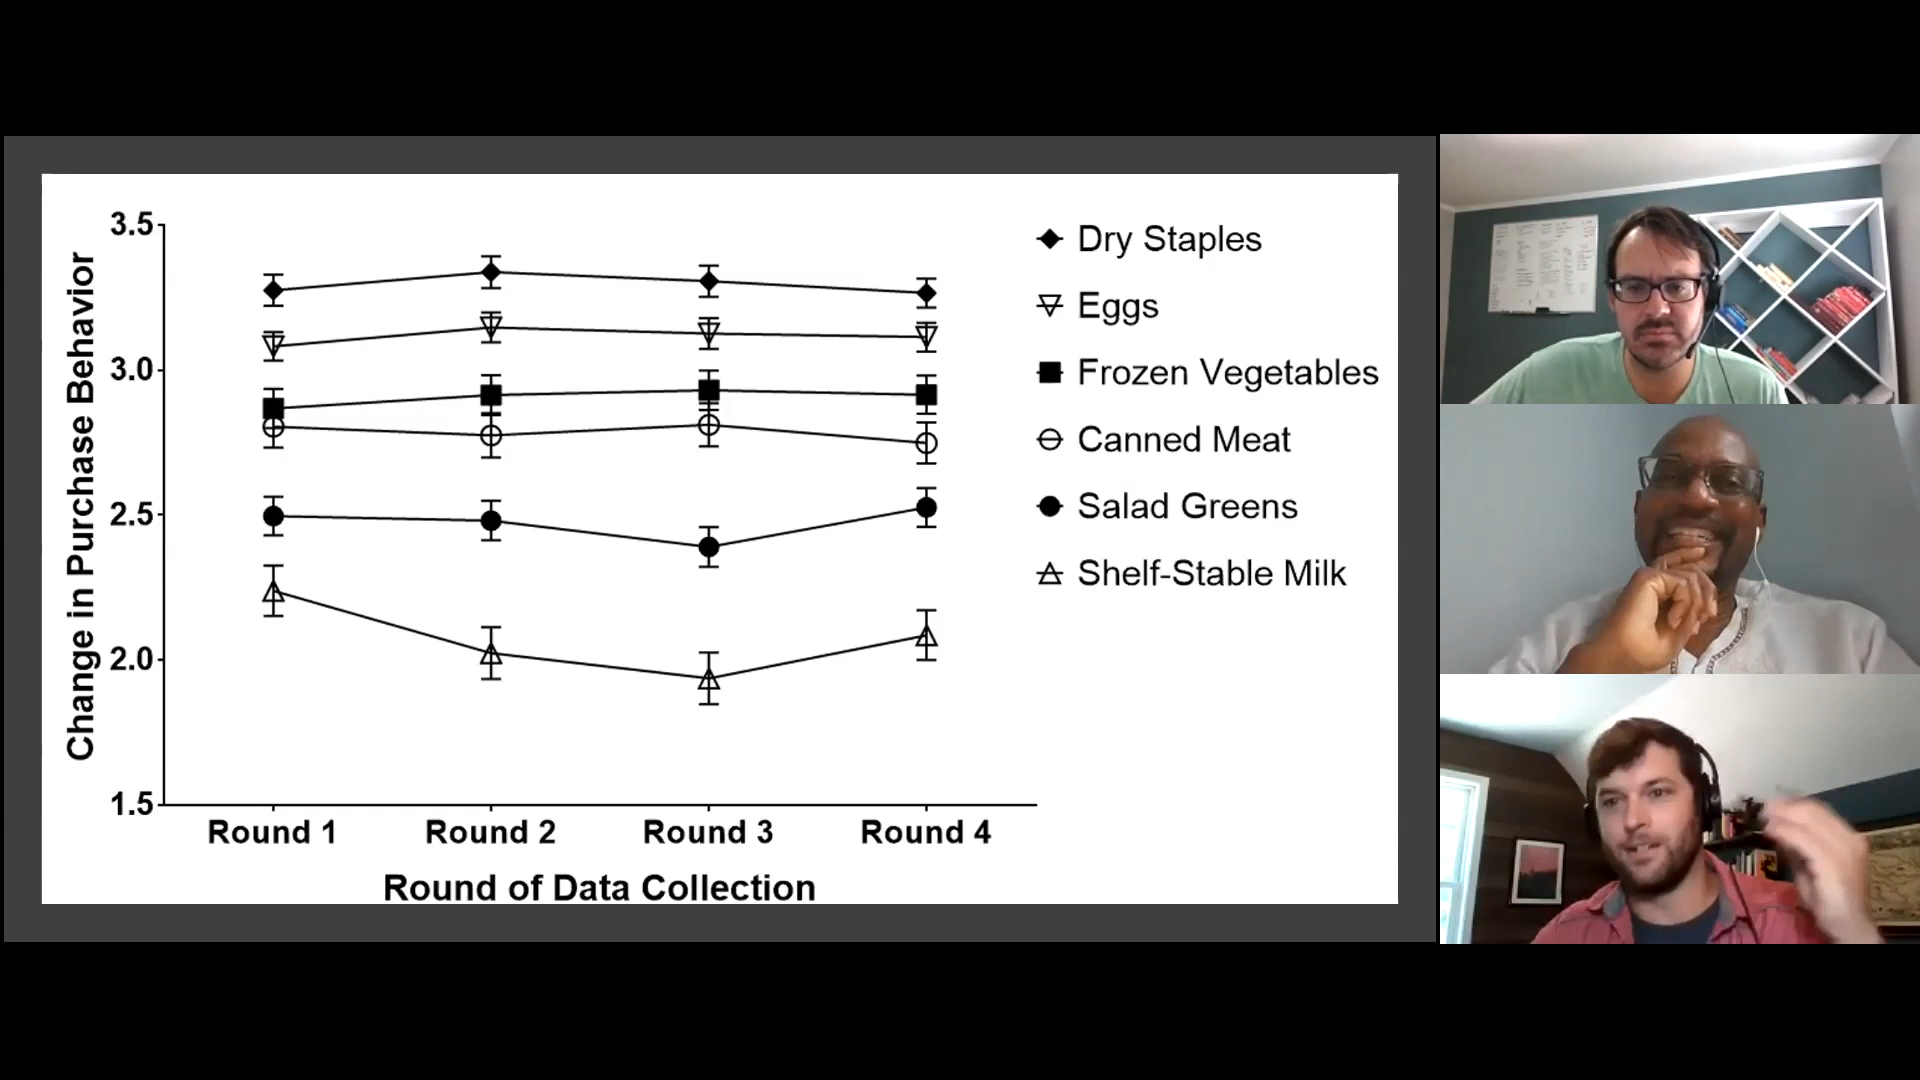 3.5
3.0
2.5
2.0
1.5
Change in Purchase Behavior
Round 1
Round 2
Round 3
Round 4
Round of Data Collection
Dry Staples
Eggs
Frozen Vegetables
Canned Meat
Salad Greens
Shelf-Stable Milk